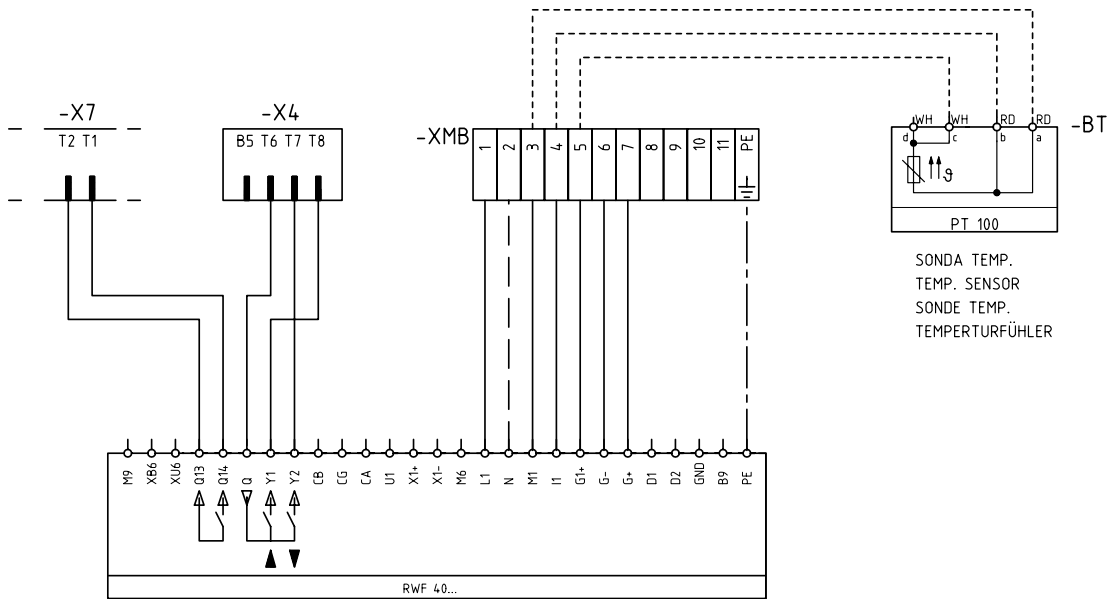 -X7
T2 T1
-X4
B5 T6 T7 T8
-XMB
1 2 3 4 5 6 7 8 9 10 11 PE
-BT
WH WH RD RD
d c b a
ϑ
PT 100
SONDA TEMP.
TEMP. SENSOR
SONDE TEMP.
TEMPERTURFÜHLER
M9 XB6 XU6 Q13 Q14 Q Y1 Y2 CB CG CA U1 X1+ X1- M6 L1 N M1 I1 G1+ G- G+ D1 D2 GND B9 PE
RWF 40...